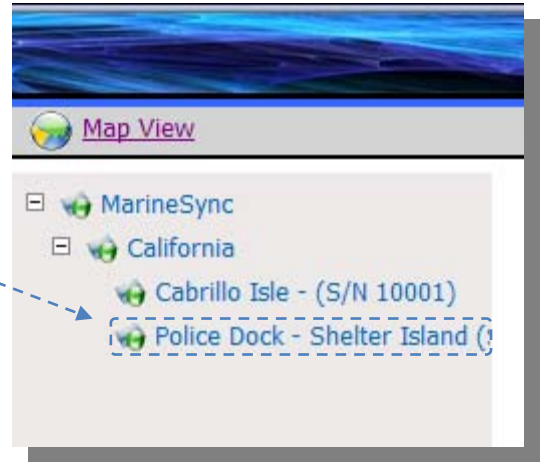 Map View
MarineSync
California
Cabrillo Isle - (S/N 10001)
Police Dock - Shelter Island (